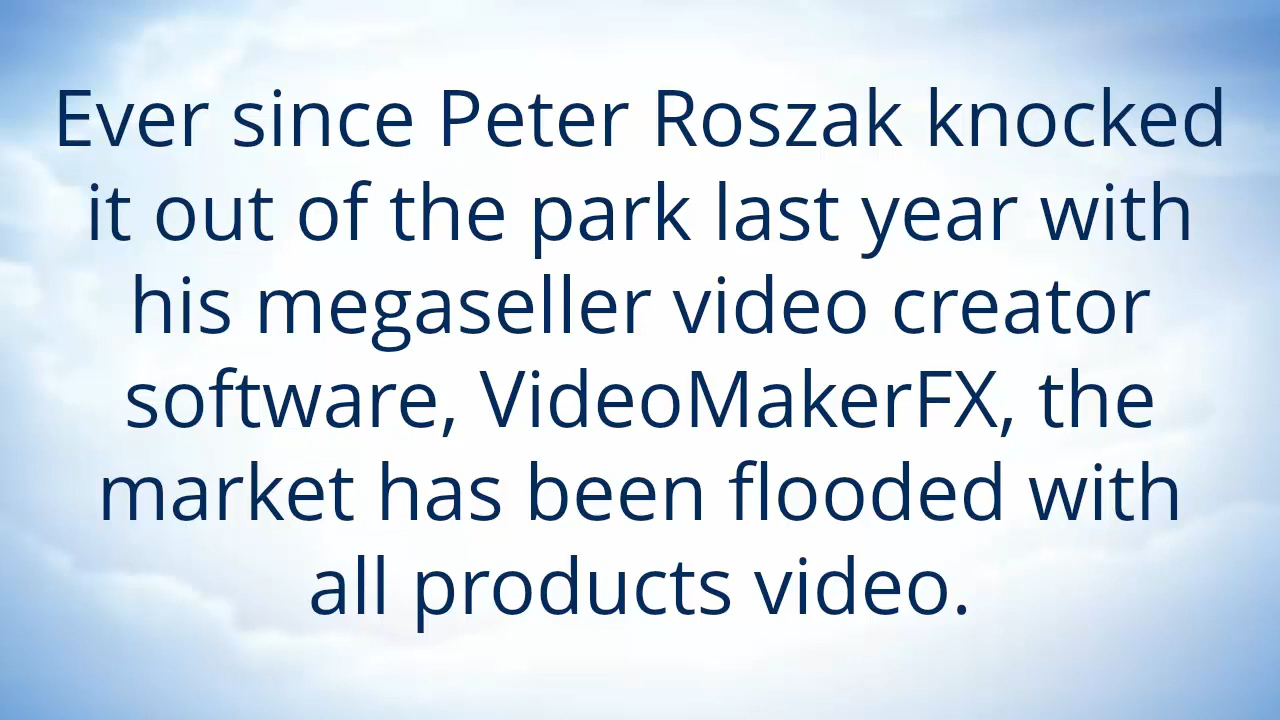 Ever since Peter Roszak knocked
it out of the park last year with
his megaseller video creator
software, VideoMakerFX, the
market has been flooded with
all products video.